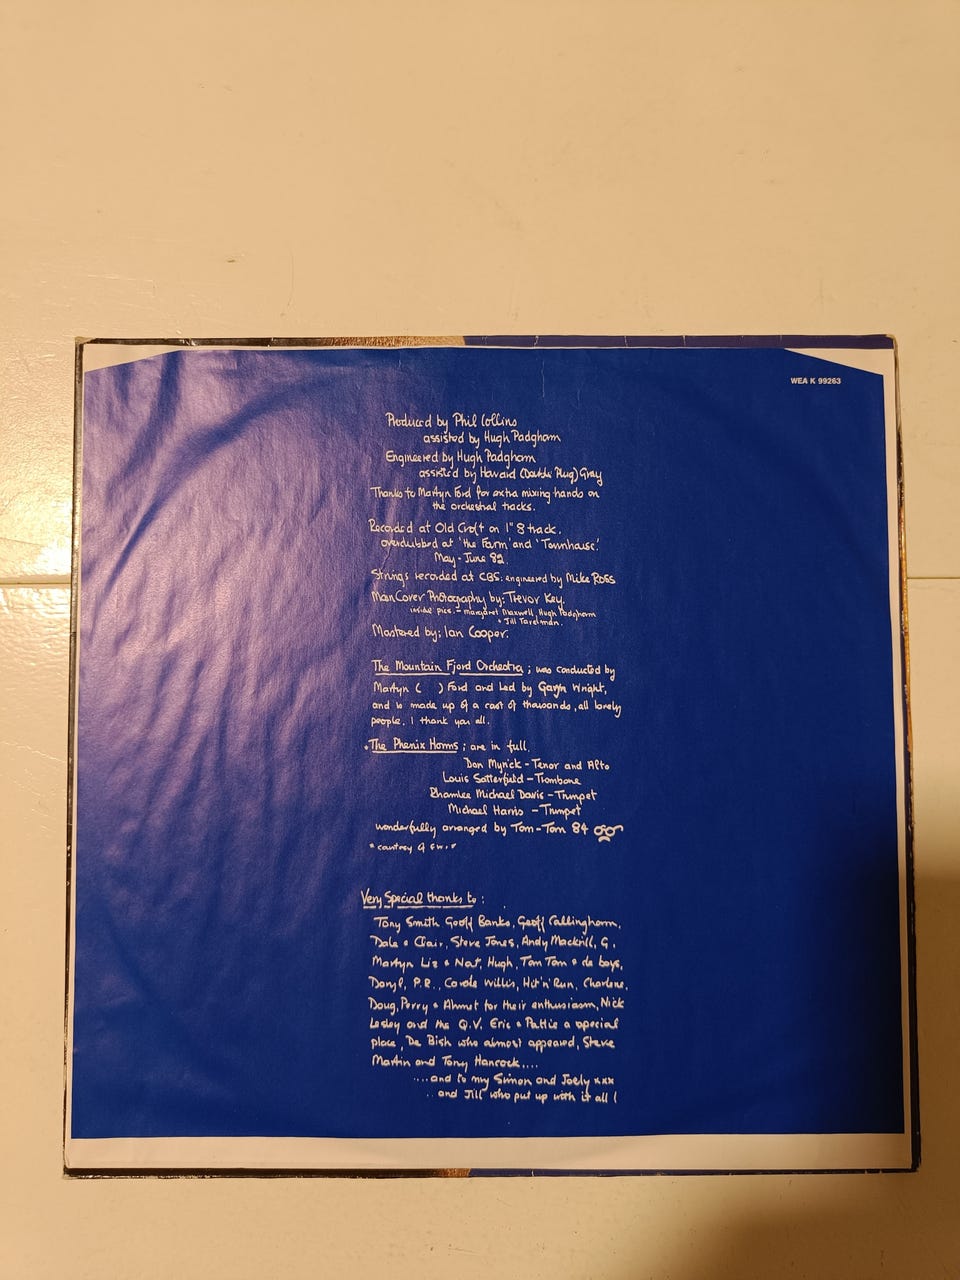 WEA K 99263
Produced by Phil Collins
assisted by Hugh Padgham
Engineered by Hugh Padgham
assisted by Howard (Double Plug) Gray
Thanks to Martyn Ford for extra mixing hands on
the orchestral tracks.
Recorded at Old Croft on 1" 8 track.
overdubbed at 'the Farm' and 'Townhouse'.
May - June 82.
Strings recorded at CBS: engineered by Mike Ross
Man Cover Photography by: Trevor Key.
inside pics. - margaret Maxwell, Hugh Padgham
+ Jill Tavelman.
Mastered by: Ian Cooper.
The Mountain Fjord Orchestra; was conducted by
Martyn ( ) Ford and Led by Gavyn Wright,
and is made up of a cast of thousands, all lovely
people. I thank you all.
The Phenix Horns; are in full.
Don Myrick - Tenor and Alto
Louis Satterfield - Trombone
Rhamlee Michael Davis - Trumpet
Michael Harris - Trumpet
wonderfully arranged by Tom-Tom 84
* courtesy of E.W.F.
Very Special thanks to:
Tony Smith Geoff Banks, Geoff Callingham,
Dale + Clair, Steve Jones, Andy Mackrill, G,
Martyn Liz + Nat, Hugh, Tom Tom + de boys,
Daryl, P.R., Carole Willis, Hit'n'Run, Charlene,
Doug, Perry + Ahmet for their enthusiasm, Nick
Lesley and the Q.V. Eric + Pattie a special
place, De Bish who almost appeared, Steve
Martin and Tony Hancock....
....and to my Simon and Joely xxx
..and Jill who put up with it all!